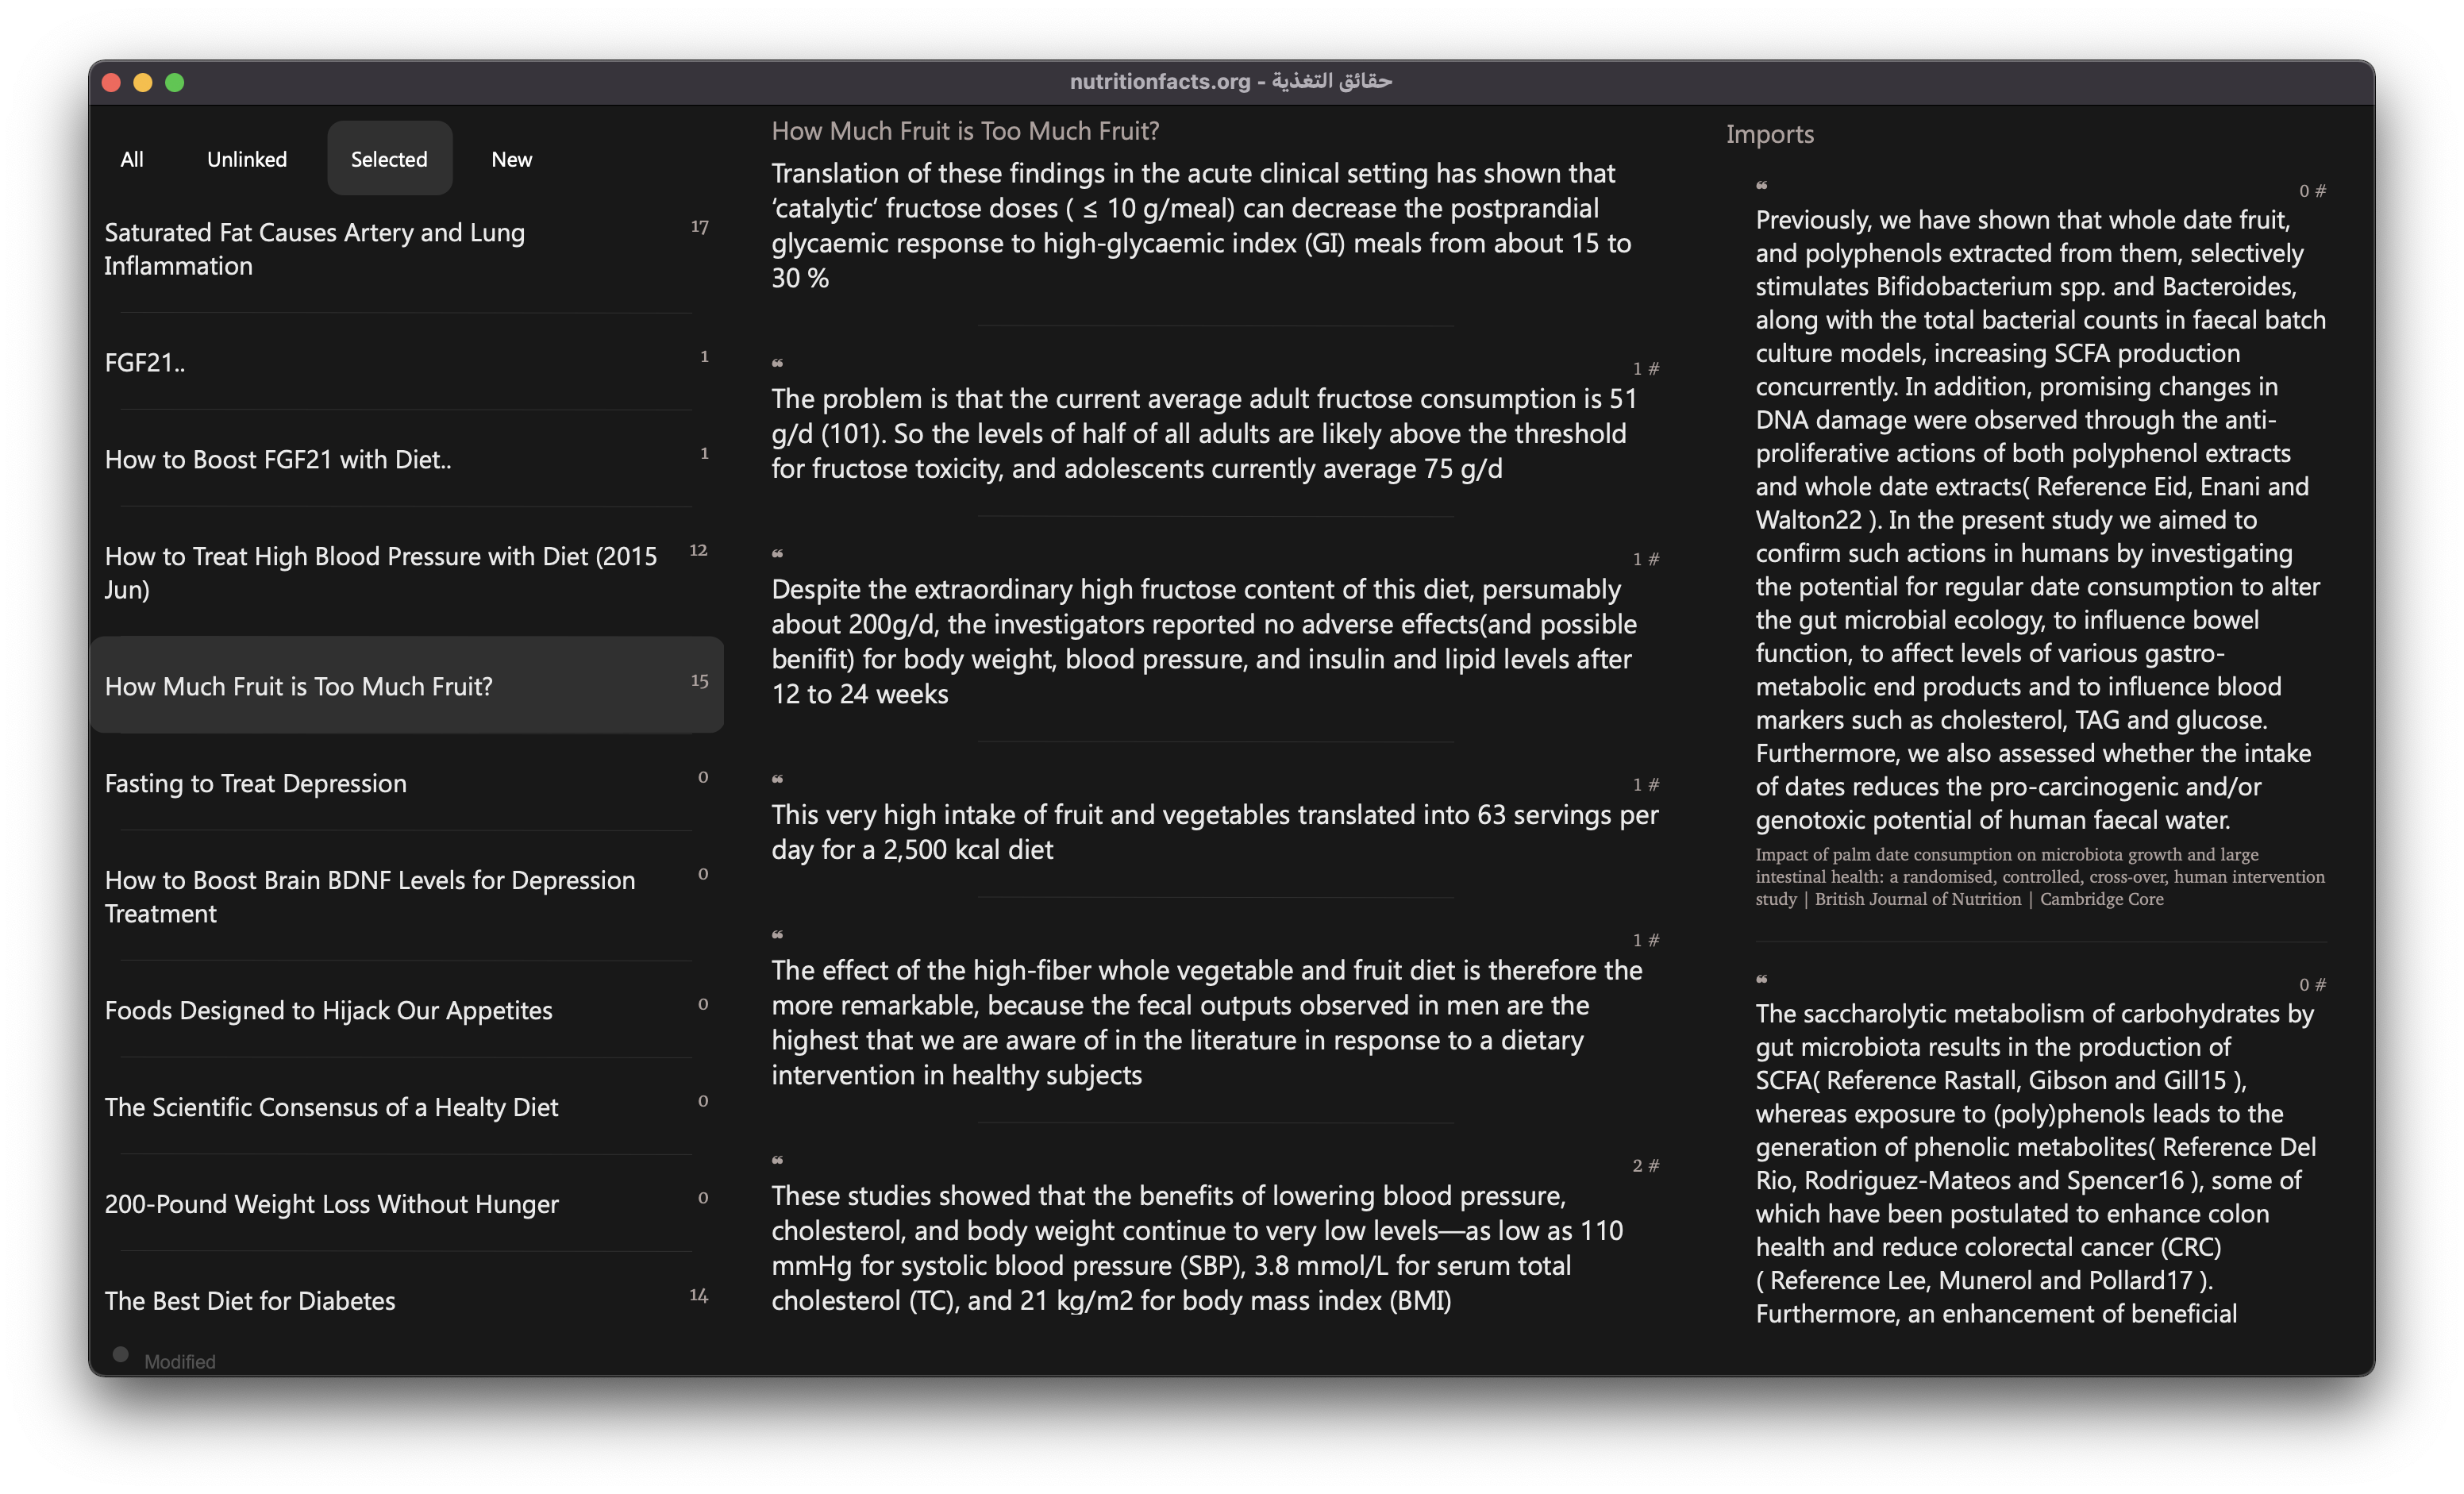 nutritionfacts.org - حقائق التغذية
All
Unlinked
Selected
New
Saturated Fat Causes Artery and Lung
Inflammation
17
FGF21..
1
How to Boost FGF21 with Diet..
1
How to Treat High Blood Pressure with Diet (2015
Jun)
12
How Much Fruit is Too Much Fruit?
15
Fasting to Treat Depression
0
How to Boost Brain BDNF Levels for Depression
Treatment
0
Foods Designed to Hijack Our Appetites
0
The Scientific Consensus of a Healty Diet
0
200-Pound Weight Loss Without Hunger
0
The Best Diet for Diabetes
14
Modified
How Much Fruit is Too Much Fruit?
Translation of these findings in the acute clinical setting has shown that
‘catalytic’ fructose doses ( ≤ 10 g/meal) can decrease the postprandial
glycaemic response to high-glycaemic index (GI) meals from about 15 to
30 %
❝
1 #
The problem is that the current average adult fructose consumption is 51
g/d (101). So the levels of half of all adults are likely above the threshold
for fructose toxicity, and adolescents currently average 75 g/d
❝
1 #
Despite the extraordinary high fructose content of this diet, persumably
about 200g/d, the investigators reported no adverse effects(and possible
benifit) for body weight, blood pressure, and insulin and lipid levels after
12 to 24 weeks
❝
1 #
This very high intake of fruit and vegetables translated into 63 servings per
day for a 2,500 kcal diet
❝
1 #
The effect of the high-fiber whole vegetable and fruit diet is therefore the
more remarkable, because the fecal outputs observed in men are the
highest that we are aware of in the literature in response to a dietary
intervention in healthy subjects
❝
2 #
These studies showed that the benefits of lowering blood pressure,
cholesterol, and body weight continue to very low levels—as low as 110
mmHg for systolic blood pressure (SBP), 3.8 mmol/L for serum total
cholesterol (TC), and 21 kg/m2 for body mass index (BMI)
Imports
❝
0 #
Previously, we have shown that whole date fruit,
and polyphenols extracted from them, selectively
stimulates Bifidobacterium spp. and Bacteroides,
along with the total bacterial counts in faecal batch
culture models, increasing SCFA production
concurrently. In addition, promising changes in
DNA damage were observed through the anti-
proliferative actions of both polyphenol extracts
and whole date extracts( Reference Eid, Enani and
Walton22 ). In the present study we aimed to
confirm such actions in humans by investigating
the potential for regular date consumption to alter
the gut microbial ecology, to influence bowel
function, to affect levels of various gastro-
metabolic end products and to influence blood
markers such as cholesterol, TAG and glucose.
Furthermore, we also assessed whether the intake
of dates reduces the pro-carcinogenic and/or
genotoxic potential of human faecal water.
Impact of palm date consumption on microbiota growth and large
intestinal health: a randomised, controlled, cross-over, human intervention
study | British Journal of Nutrition | Cambridge Core
❝
0 #
The saccharolytic metabolism of carbohydrates by
gut microbiota results in the production of
SCFA( Reference Rastall, Gibson and Gill15 ),
whereas exposure to (poly)phenols leads to the
generation of phenolic metabolites( Reference Del
Rio, Rodriguez-Mateos and Spencer16 ), some of
which have been postulated to enhance colon
health and reduce colorectal cancer (CRC)
( Reference Lee, Munerol and Pollard17 ).
Furthermore, an enhancement of beneficial